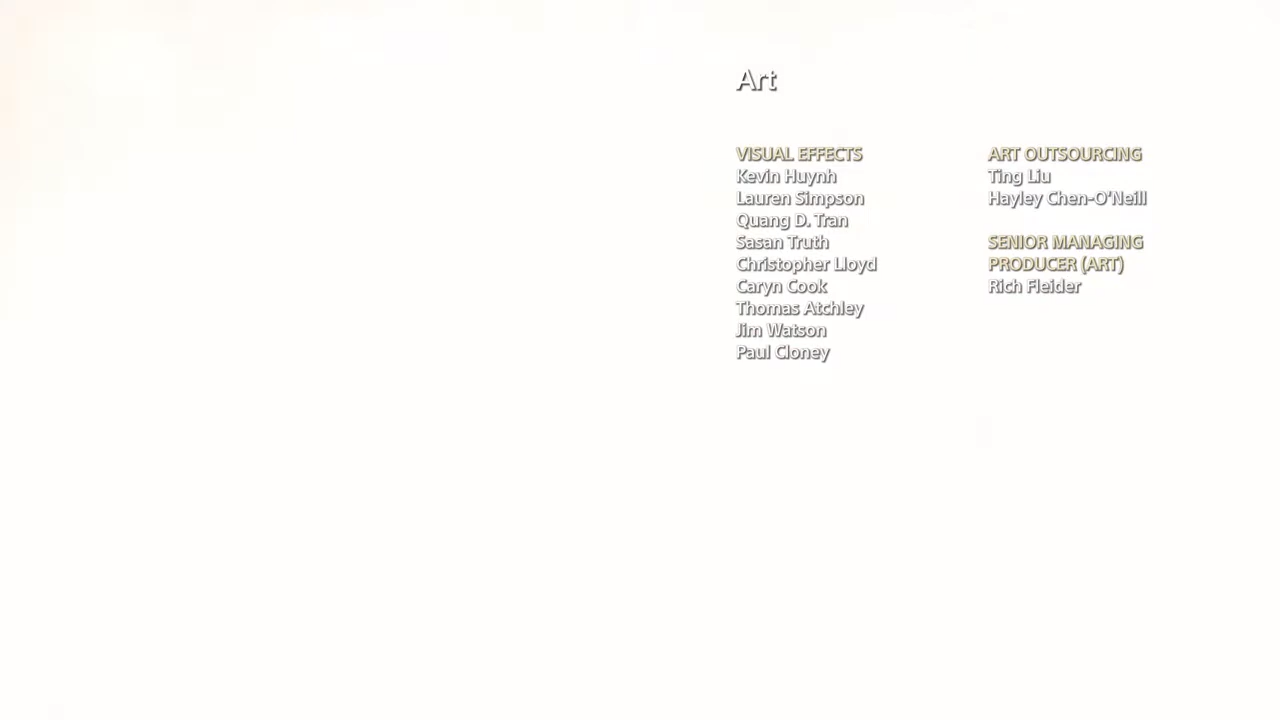 Art
VISUAL EFFECTS
Kevin Huynh
Lauren Simpson
Quang D. Tran
Sasan Truth
Christopher Lloyd
Caryn Cook
Thomas Atchley
Jim Watson
Paul Cloney
ART OUTSOURCING
Ting Liu
Hayley Chen-O'Neill
SENIOR MANAGING
PRODUCER (ART)
Rich Fleider